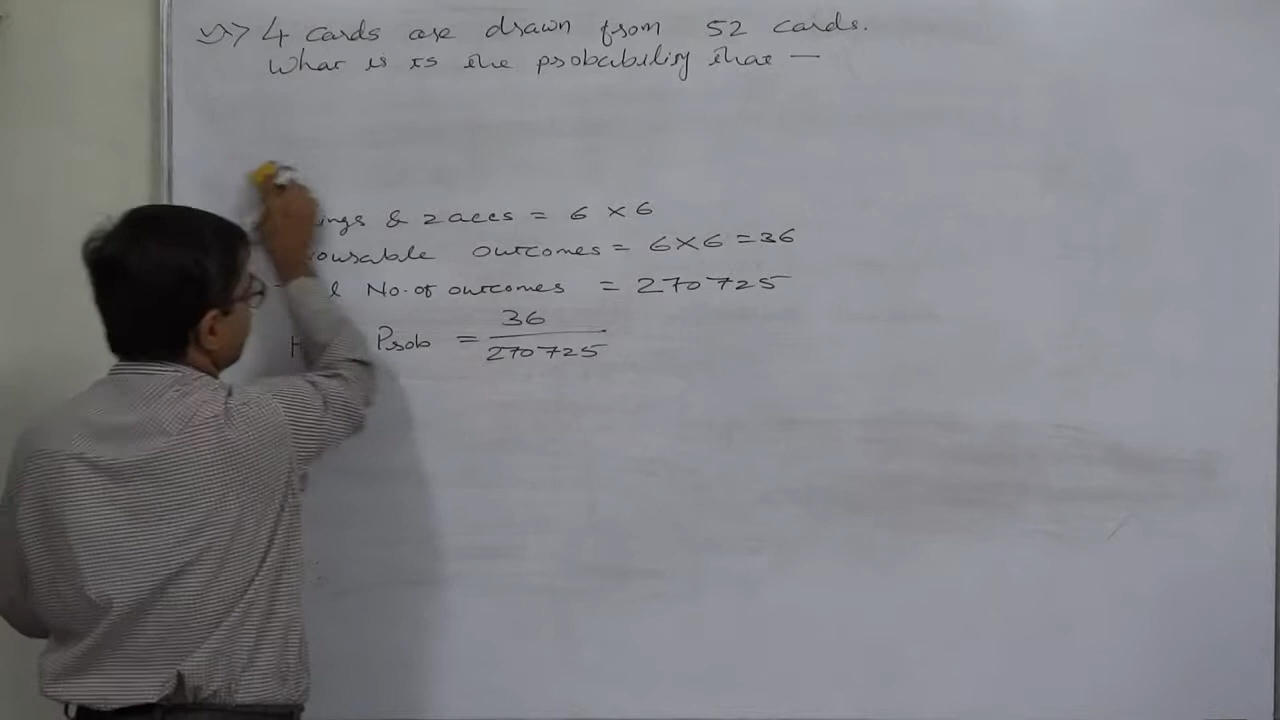 4 cards are drawn from 52 cards.
What is is the probability that —
ings & 2 aces = 6 × 6
ourable outcomes = 6×6 = 36
l No. of outcomes = 270725
H Prob = 36
270725